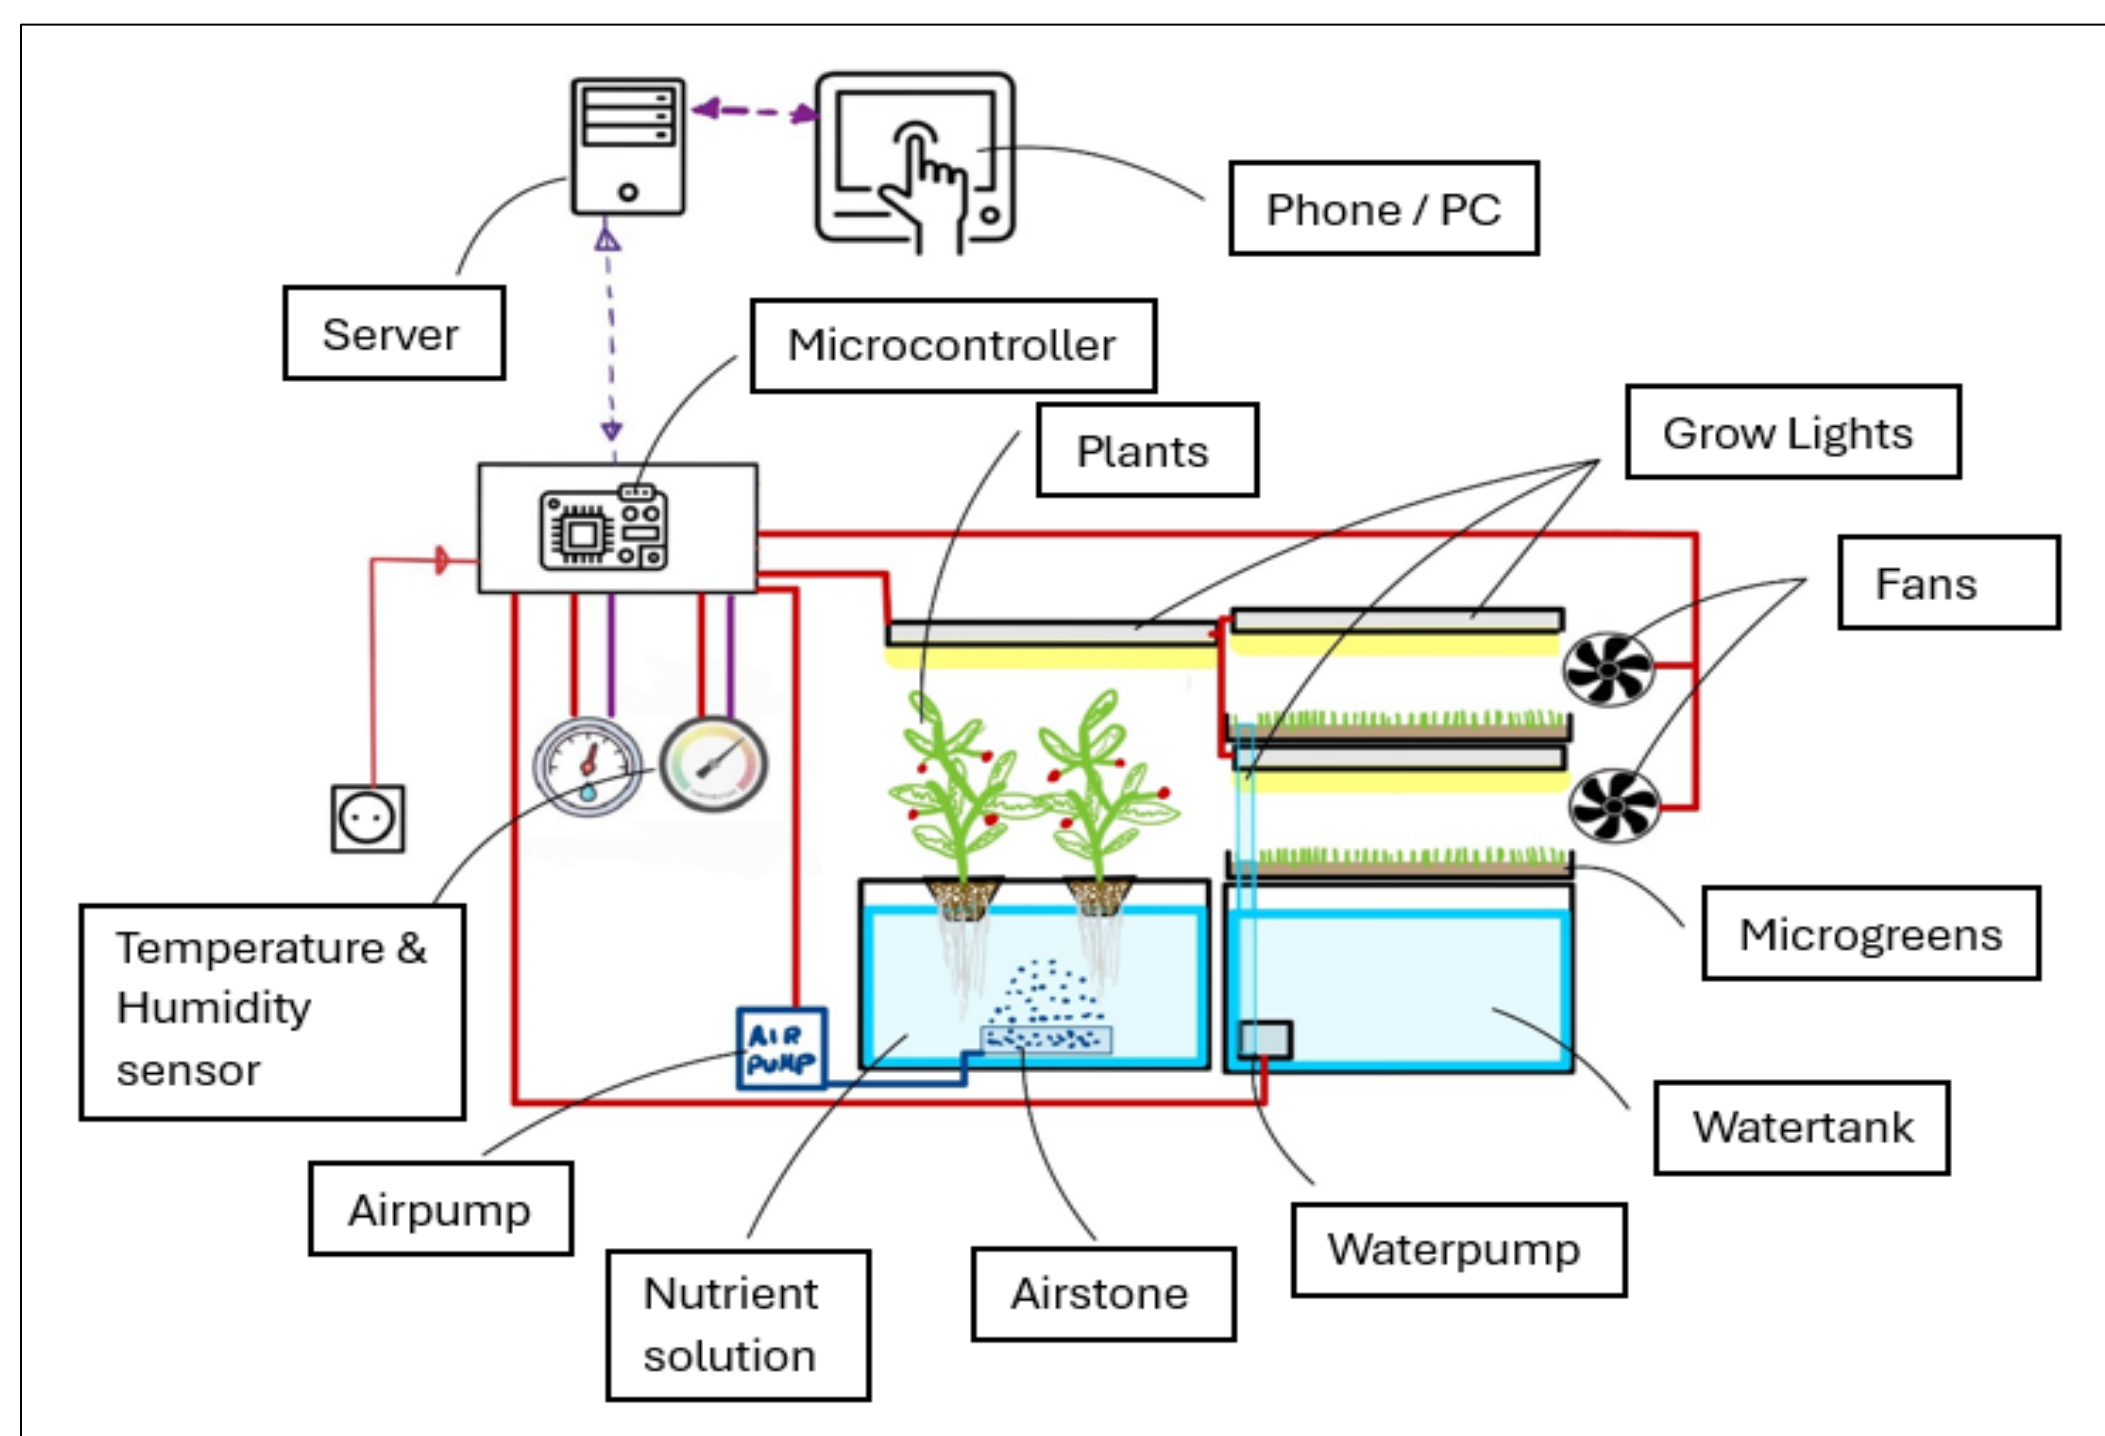 Phone / PC
Server
Microcontroller
Plants
Grow Lights
Fans
Temperature &
Humidity
sensor
Microgreens
AIR
PUMP
Watertank
Airpump
Waterpump
Nutrient
solution
Airstone